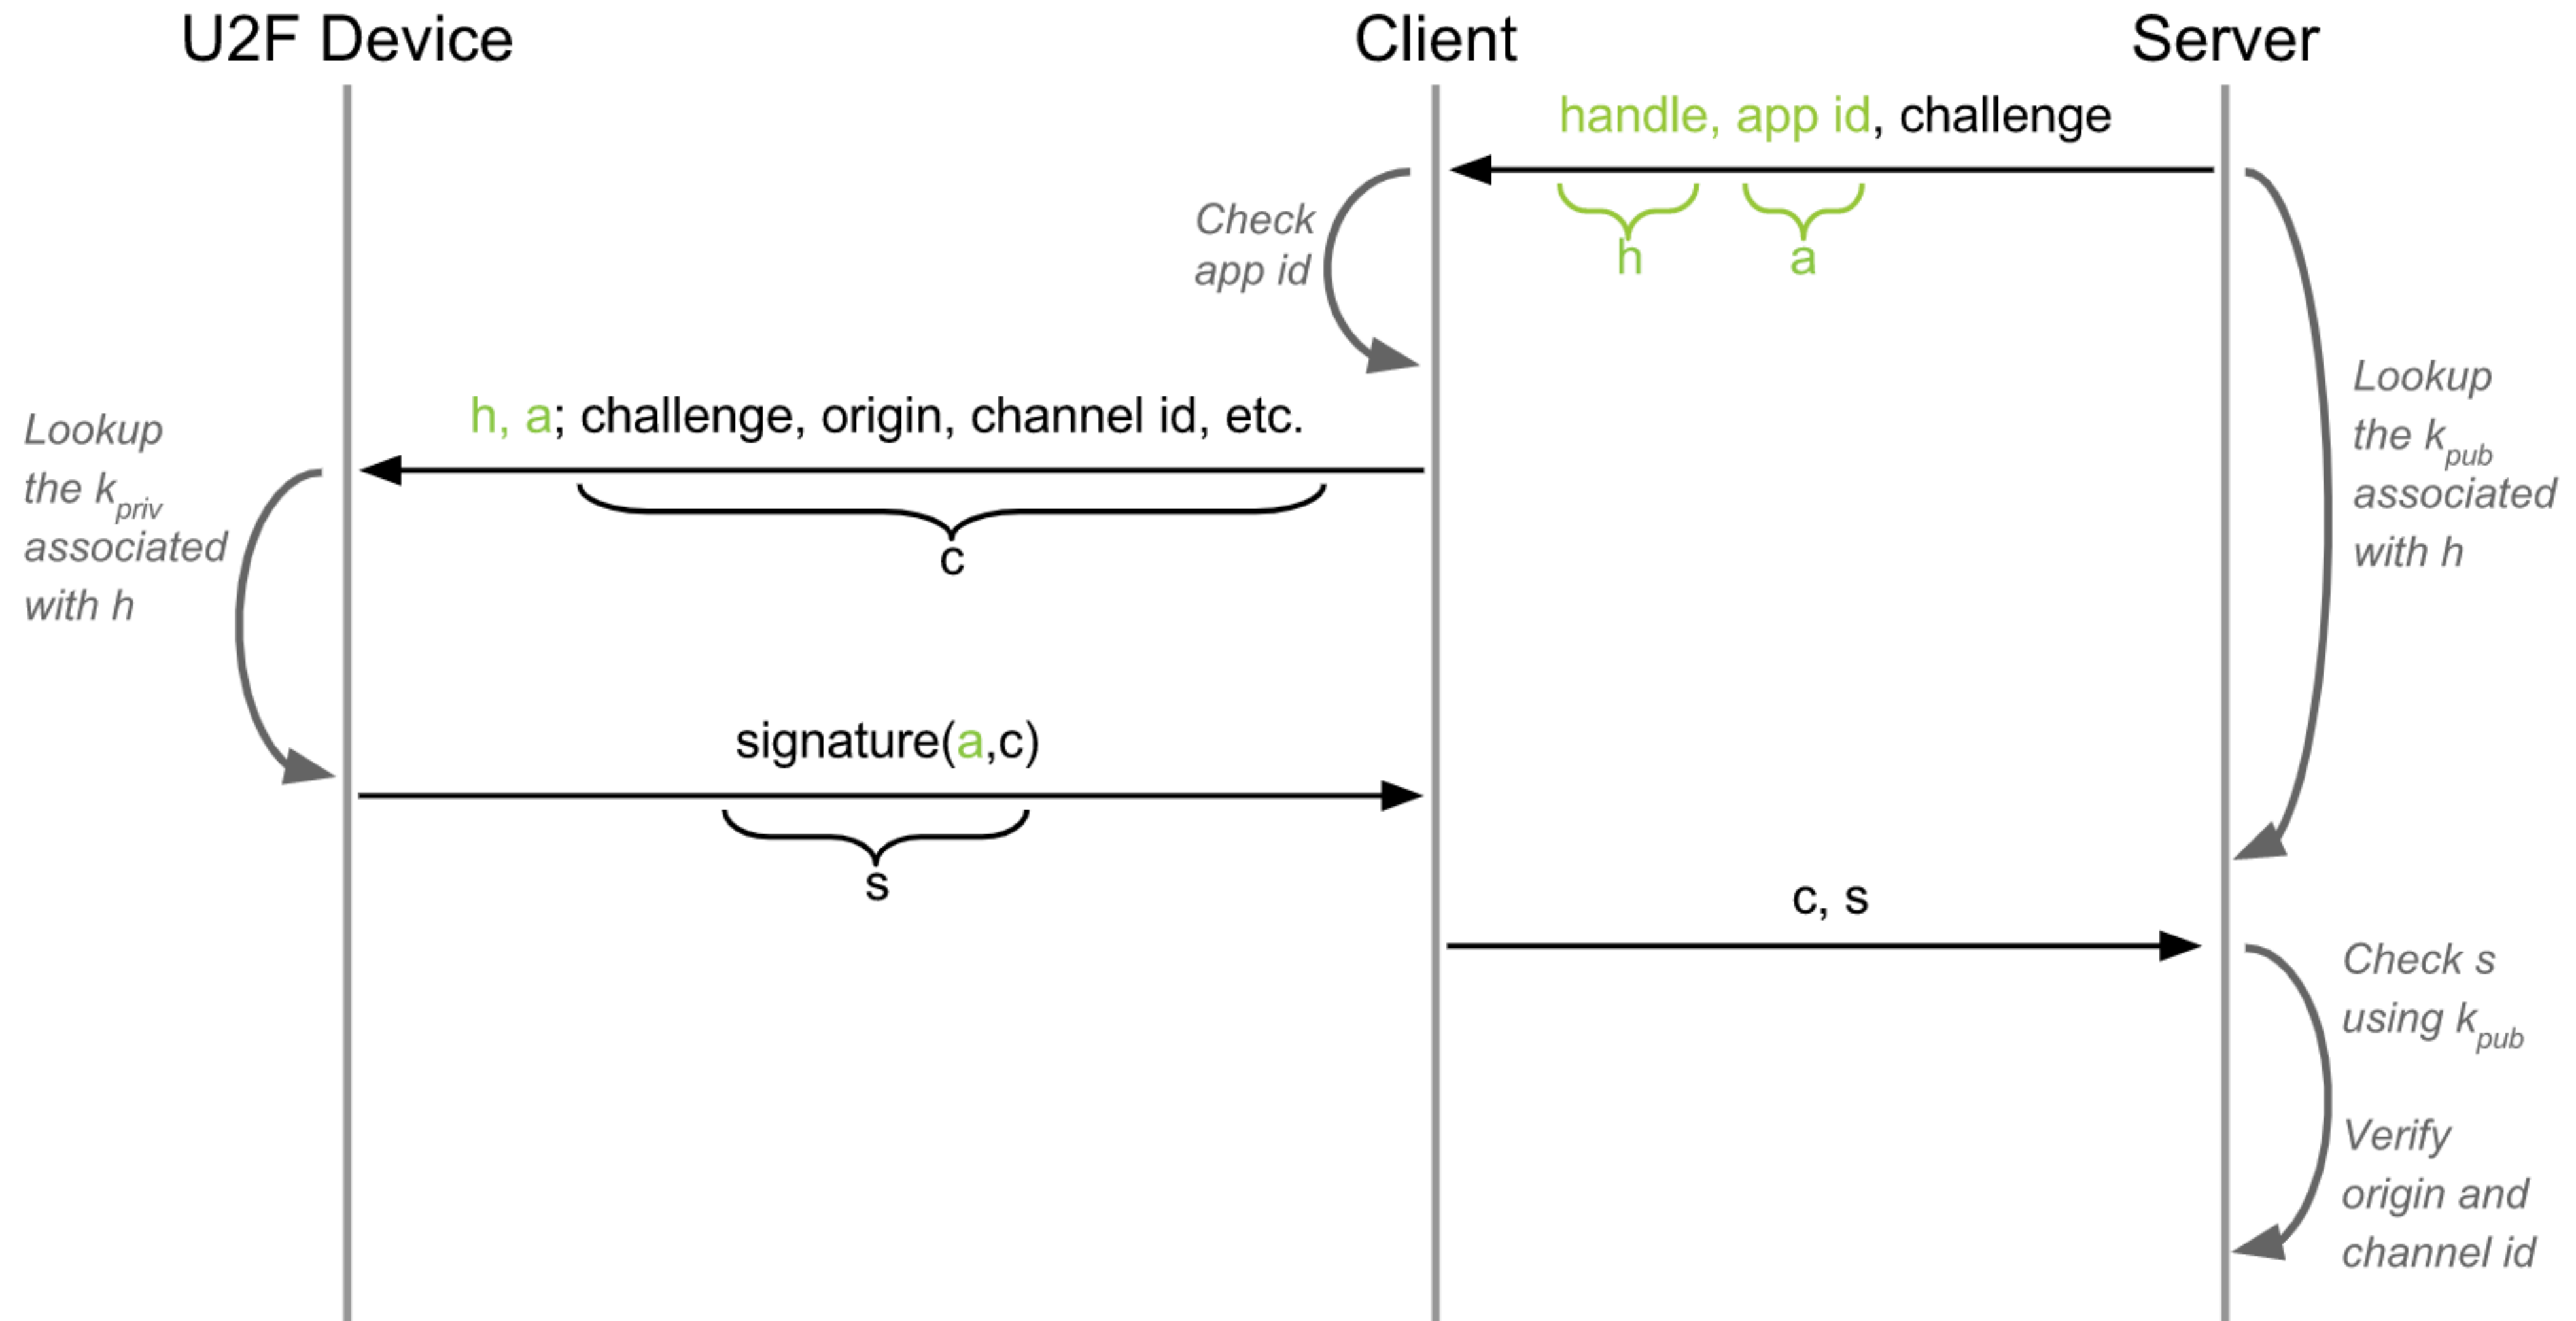 U2F Device
Client
Server
handle, app id, challenge
h
a
Check
app id
Lookup
the kpub
associated
with h
h, a; challenge, origin, channel id, etc.
c
Lookup
the kpriv
associated
with h
signature(a,c)
s
c, s
Check s
using kpub
Verify
origin and
channel id